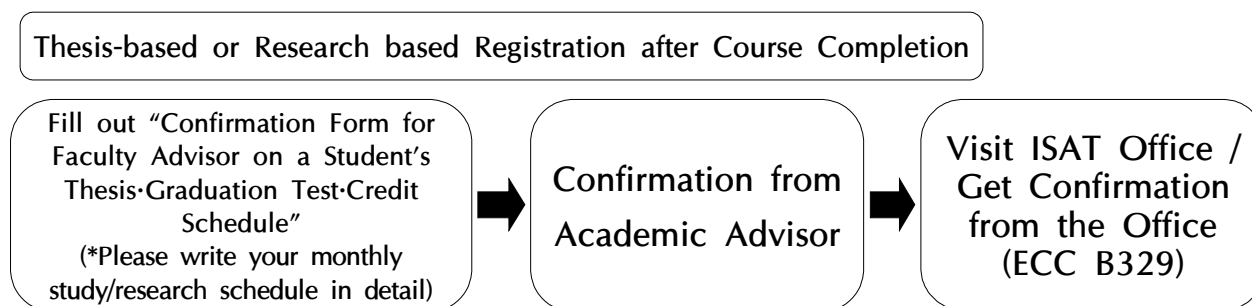 Thesis-based or Research based Registration after Course Completion
Fill out “Confirmation Form for
Faculty Advisor on a Student’s
Thesis·Graduation Test·Credit
Schedule”
(*Please write your monthly
study/research schedule in detail)
Confirmation from
Academic Advisor
Visit ISAT Office /
Get Confirmation
from the Office
(ECC B329)